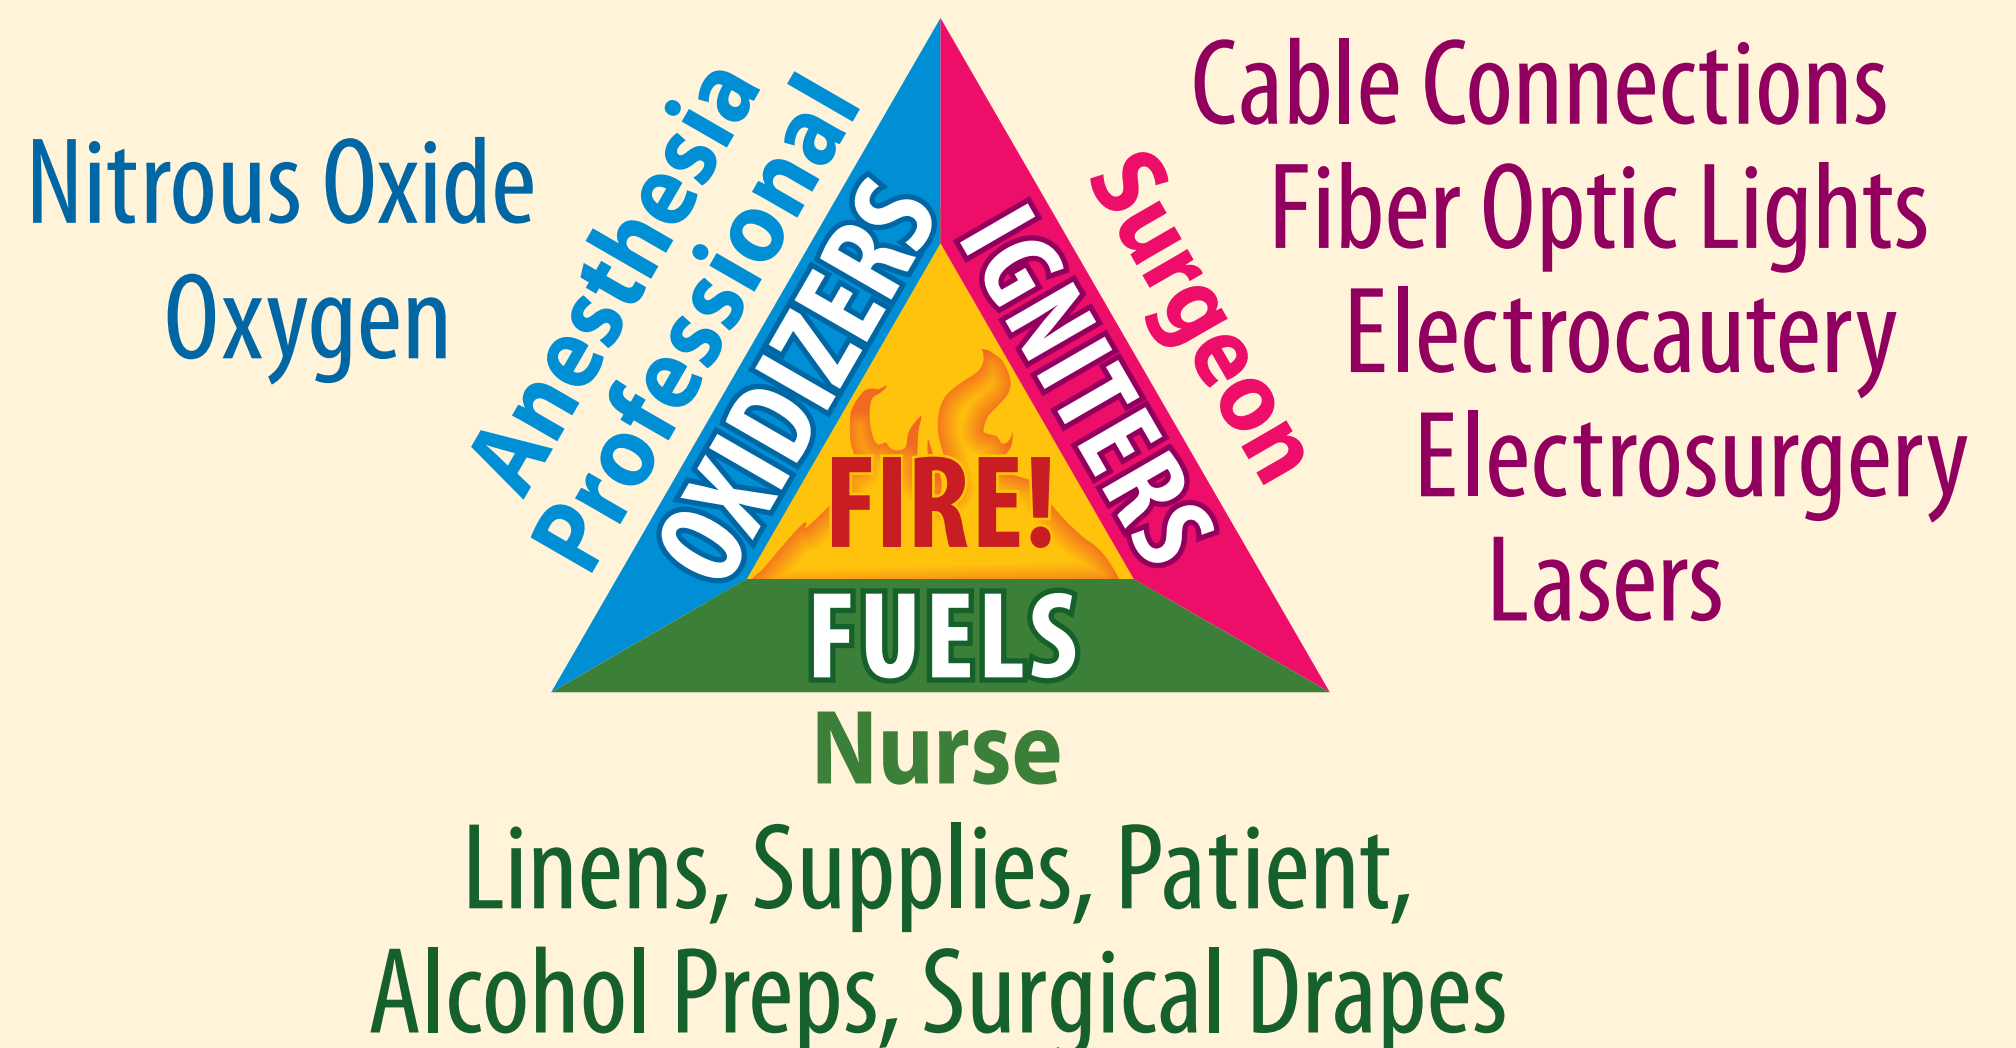 Nitrous Oxide
Oxygen
Anesthesia
Professional
OXIDIZERS
IGNITERS
Surgeon
Cable Connections
Fiber Optic Lights
Electrocautery
Electrosurgery
Lasers
FIRE!
FUELS
Nurse
Linens, Supplies, Patient,
Alcohol Preps, Surgical Drapes